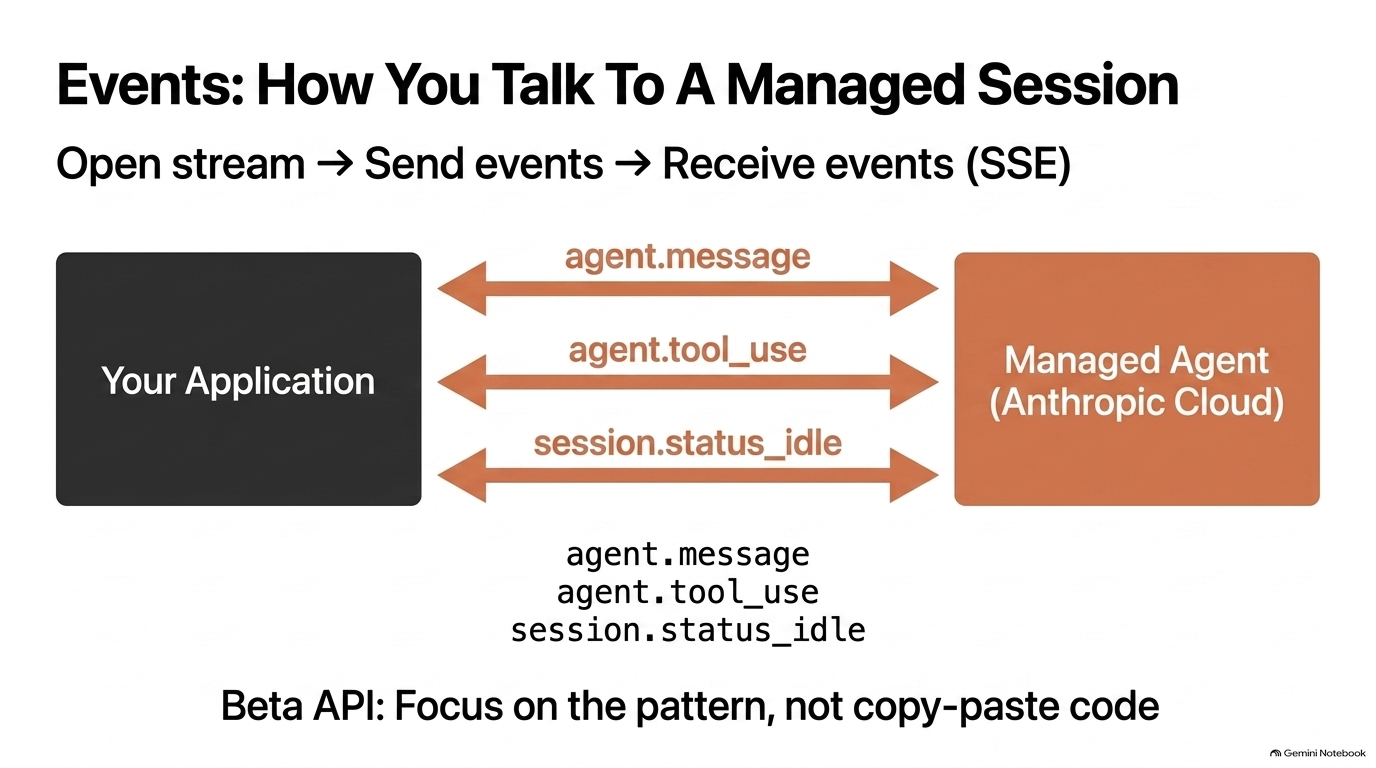 Events: How You Talk To A Managed Session
Open stream → Send events → Receive events (SSE)
agent.message
agent.tool_use
session.status_idle
Your Application
Managed Agent
(Anthropic Cloud)
agent.message
agent.tool_use
session.status_idle
Beta API: Focus on the pattern, not copy-paste code
Gemini Notebook